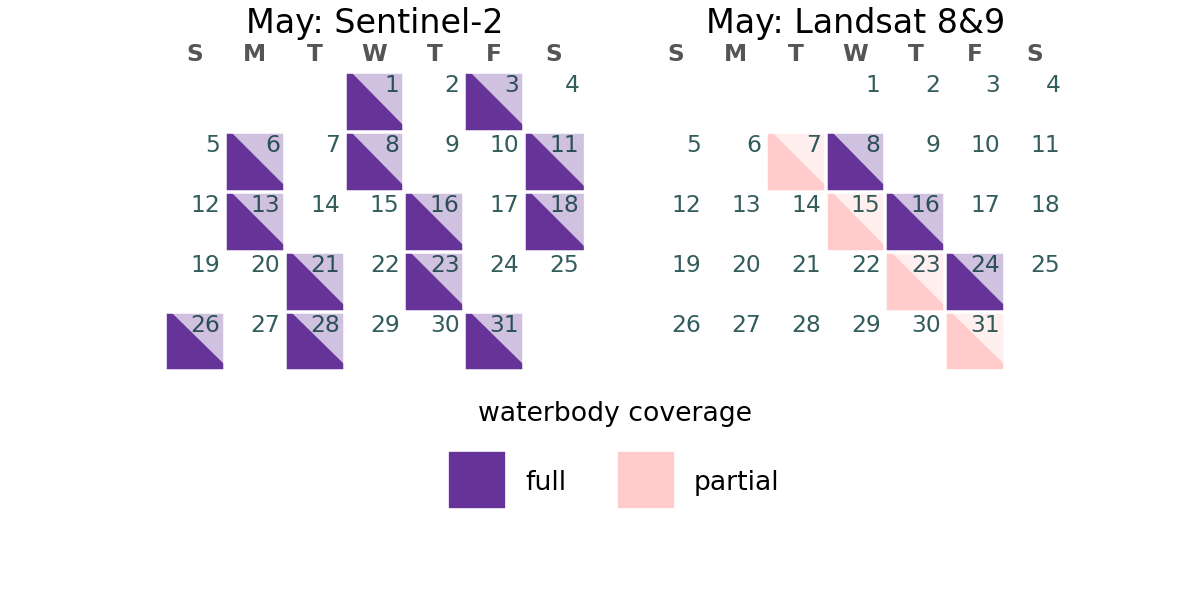 May: Sentinel-2
S M T W T F S
1 2 3 4
5 6 7 8 9 10 11
12 13 14 15 16 17 18
19 20 21 22 23 24 25
26 27 28 29 30 31
May: Landsat 8&9
S M T W T F S
1 2 3 4
5 6 7 8 9 10 11
12 13 14 15 16 17 18
19 20 21 22 23 24 25
26 27 28 29 30 31
waterbody coverage
full
partial